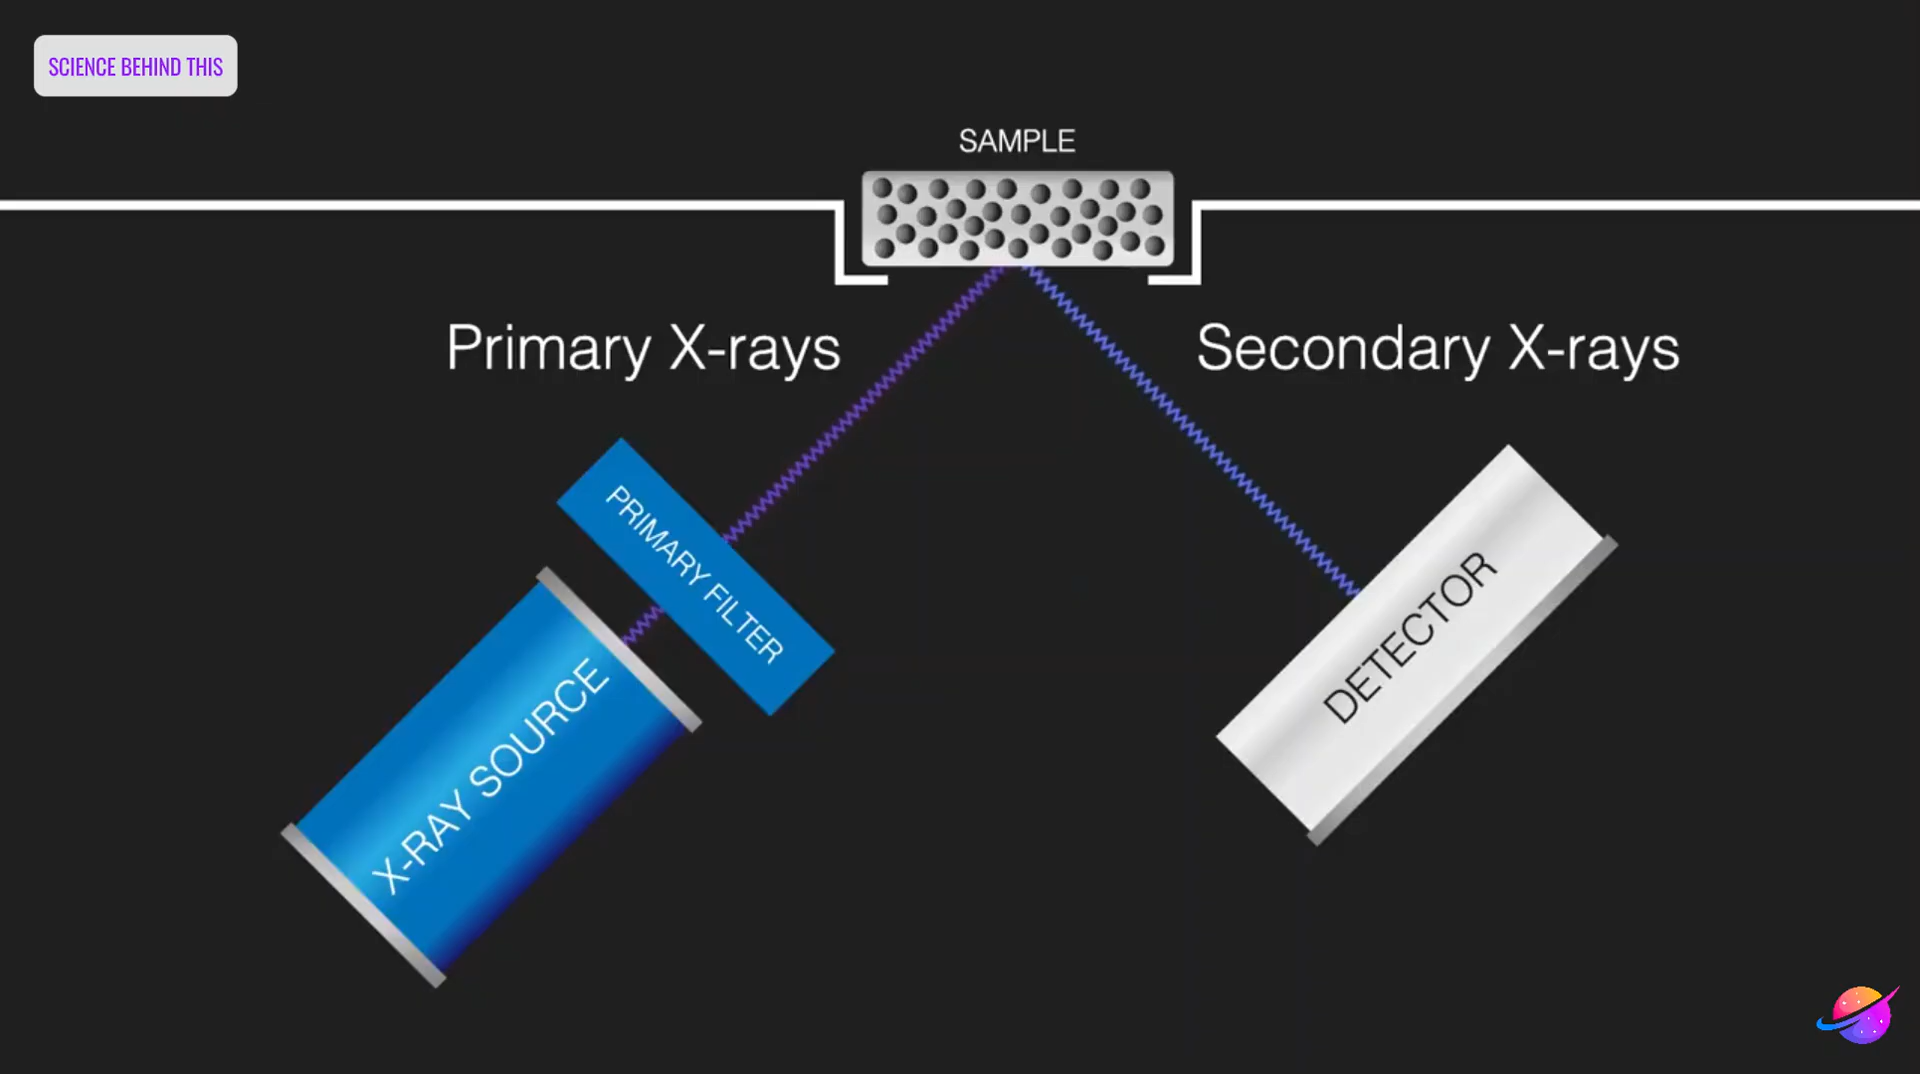 SCIENCE BEHIND THIS
SAMPLE
Primary X-rays
Secondary X-rays
PRIMARY FILTER
X-RAY SOURCE
DETECTOR